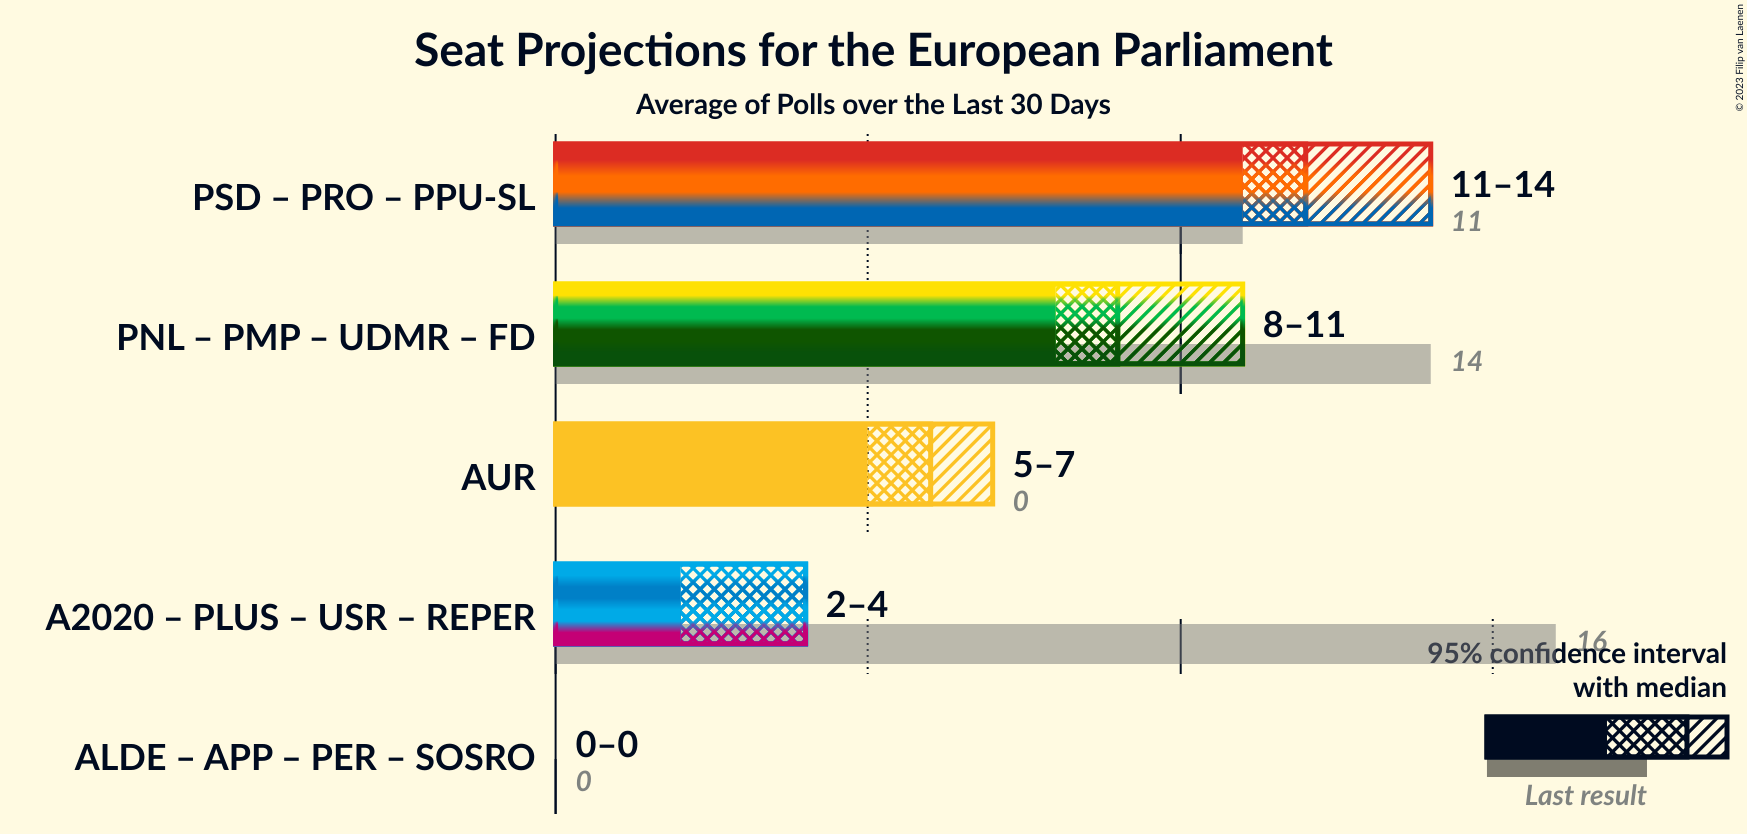 Seat Projections for the European Parliament
Average of Polls over the Last 30 Days
© 2023 Filip van Laenen
PSD – PRO – PPU-SL
11–14
11
PNL – PMP – UDMR – FD
8–11
14
AUR
5–7
0
A2020 – PLUS – USR – REPER
2–4
16
95% confidence interval
with median
ALDE – APP – PER – SOSRO
0–0
0
Last result